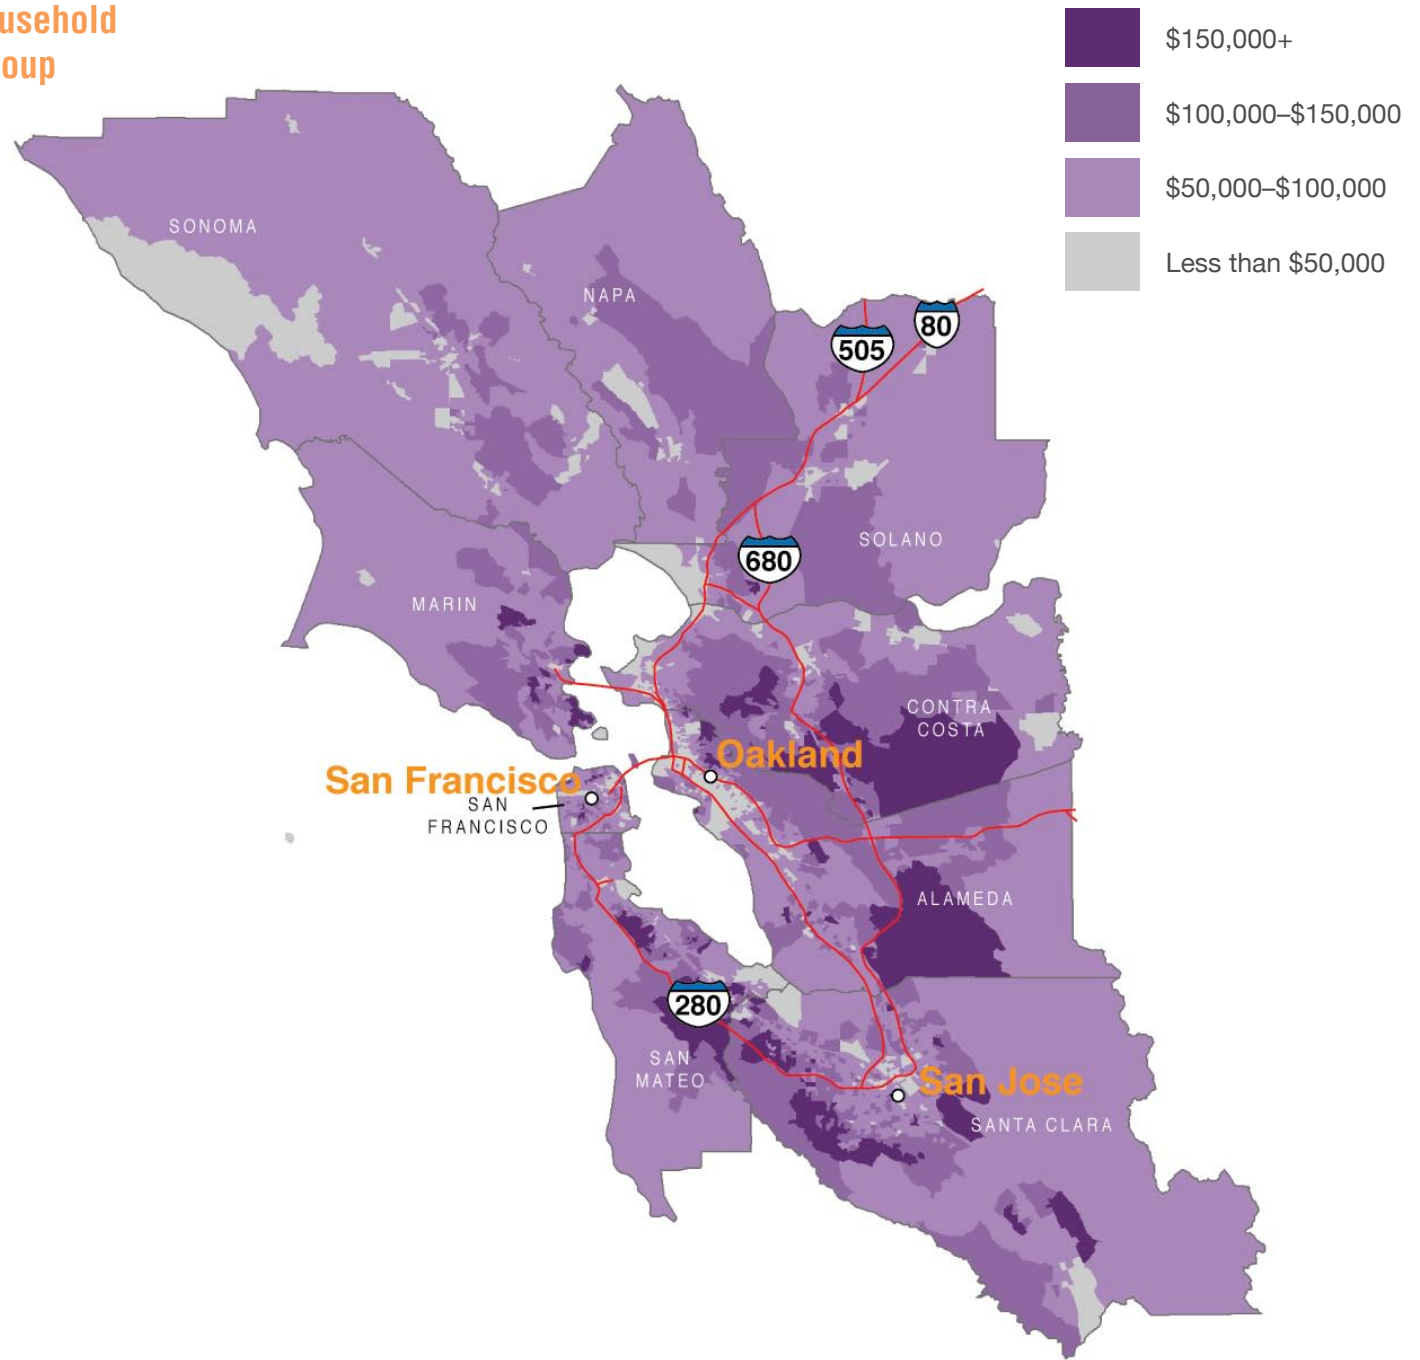 usehold
oup
$150,000+
$100,000–$150,000
$50,000–$100,000
Less than $50,000
SONOMA
NAPA
80
505
SOLANO
680
MARIN
CONTRA
COSTA
Oakland
San Francisco
SAN
FRANCISCO
ALAMEDA
280
SAN
MATEO
San Jose
SANTA CLARA